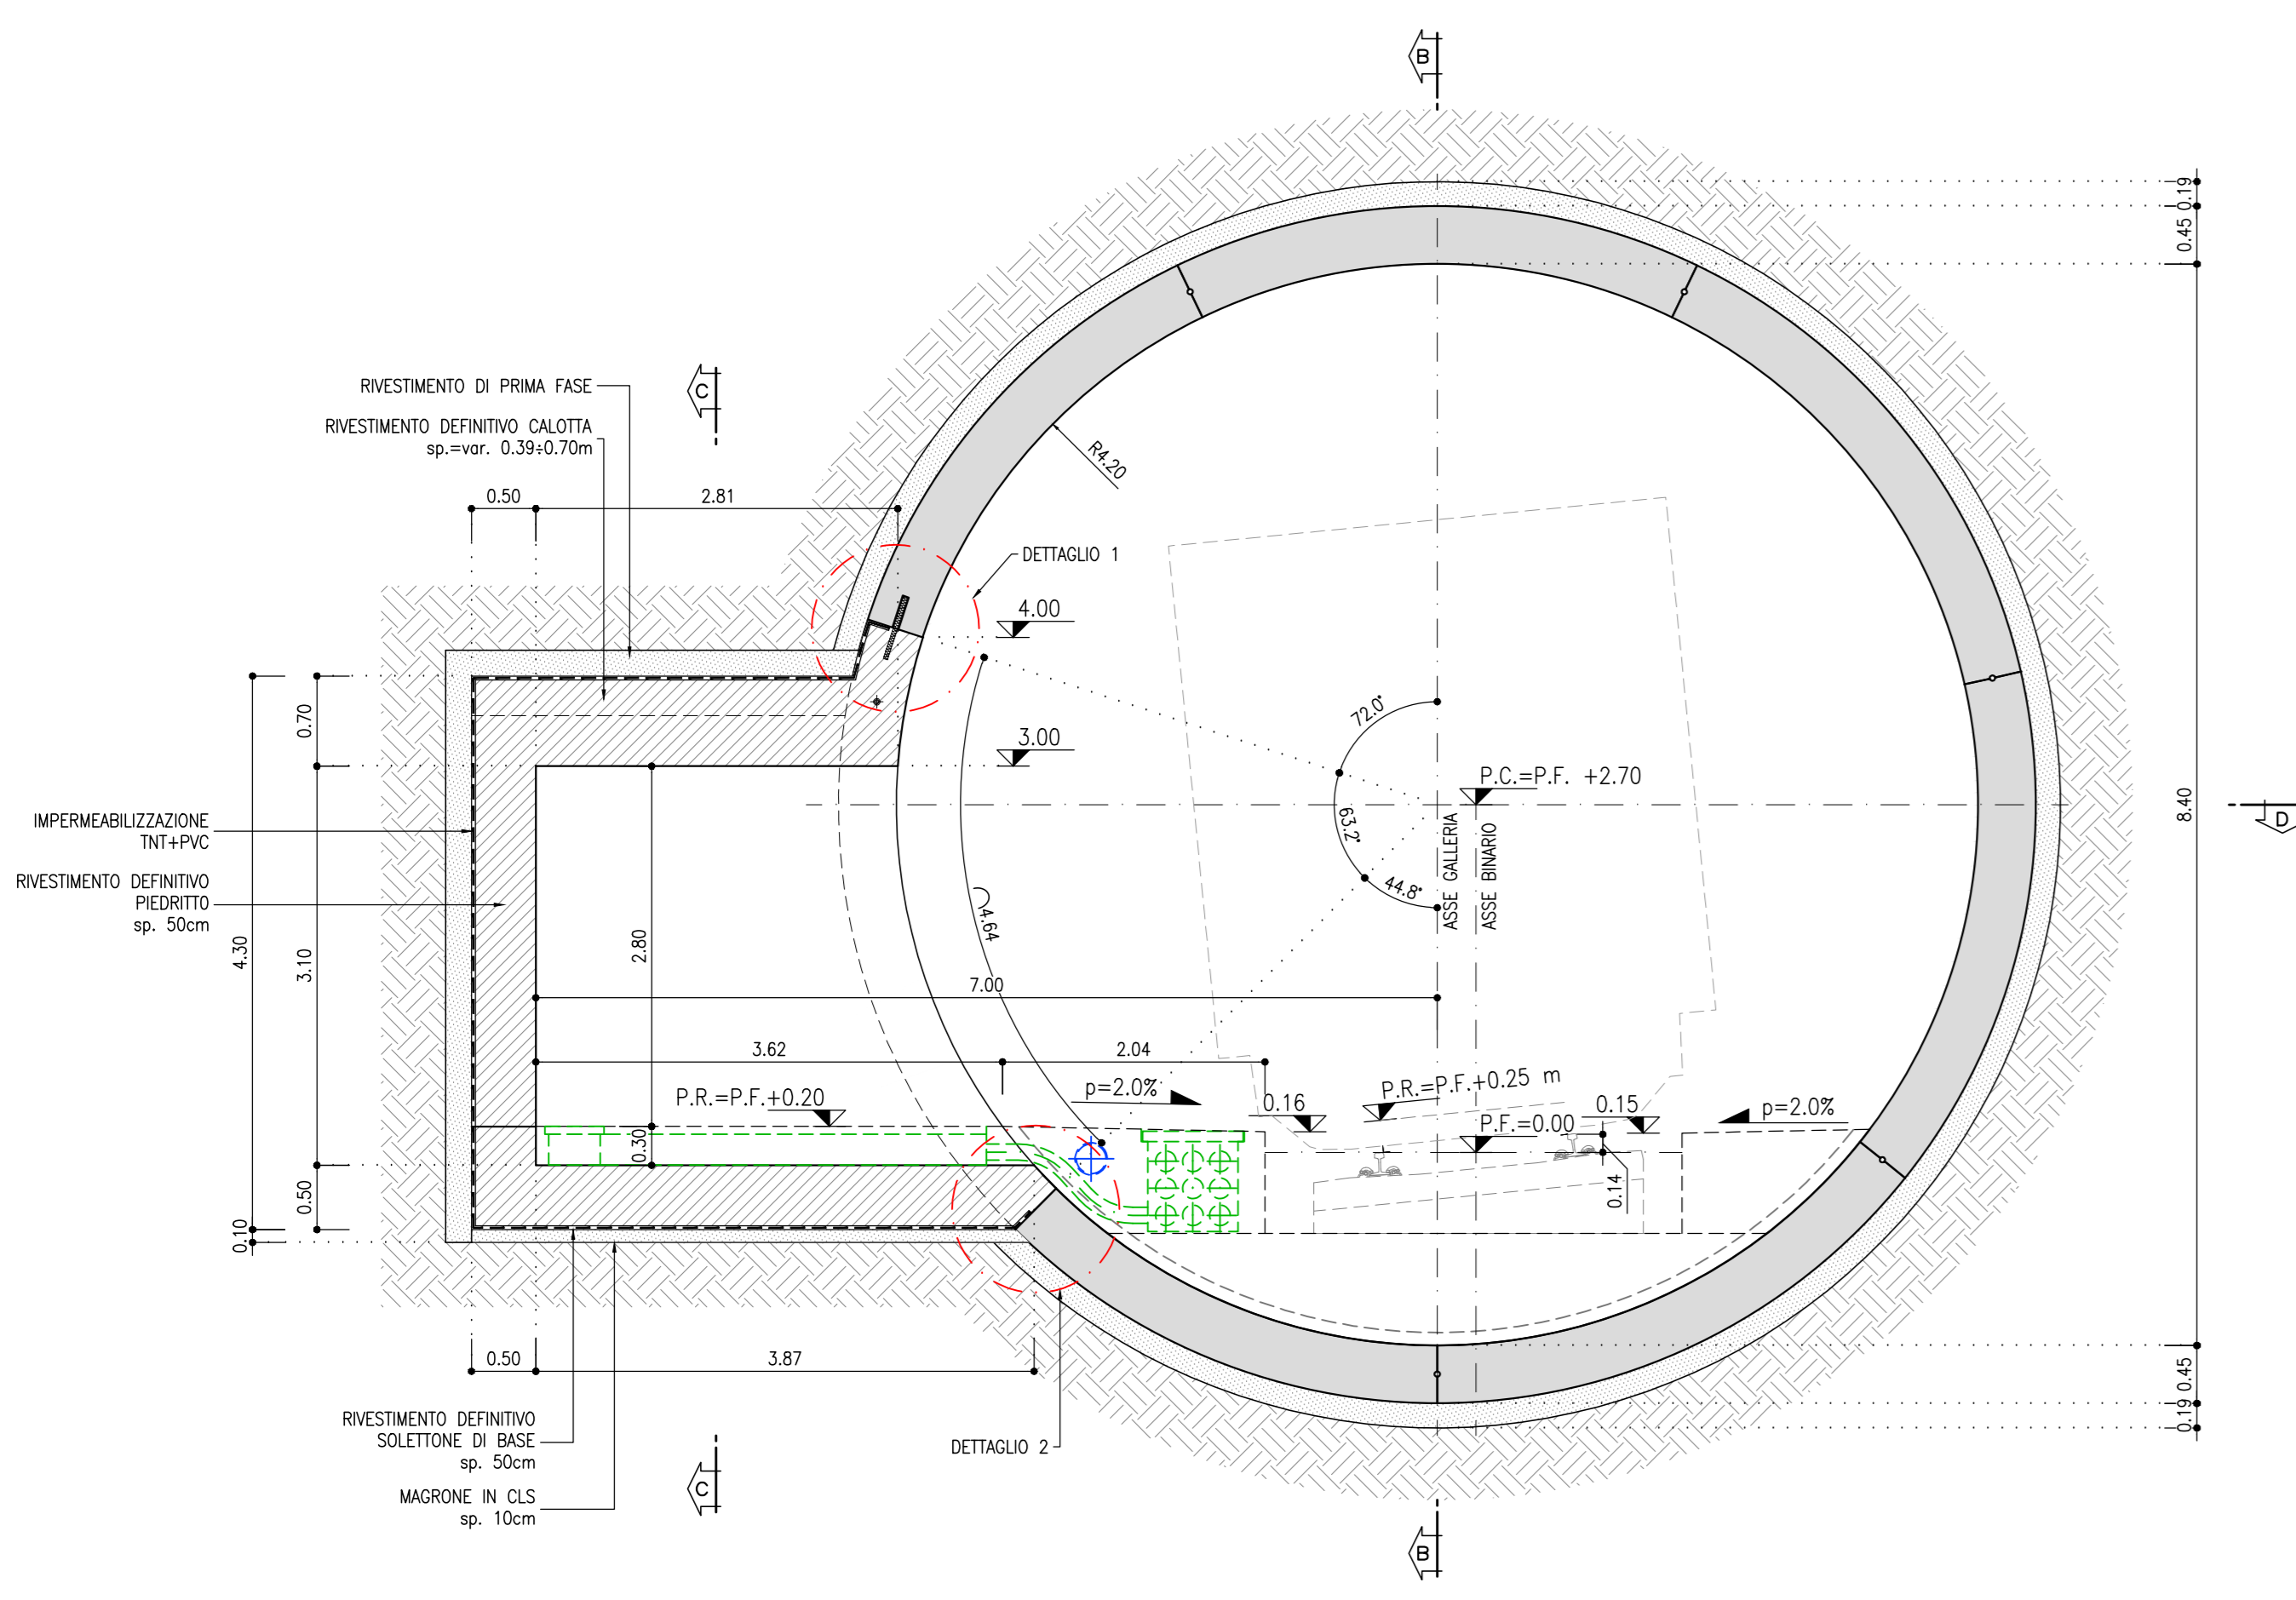 B
0.19
0.45
RIVESTIMENTO DI PRIMA FASE
C
RIVESTIMENTO DEFINITIVO CALOTTA
sp.=var. 0.39÷0.70m
R4.20
0.50
2.81
DETTAGLIO 1
4.00
0.70
72.0°
3.00
P.C.=P.F. +2.70
8.40
D
IMPERMEABILIZZAZIONE
TNT+PVC
63.2°
ASSE GALLERIA
ASSE BINARIO
RIVESTIMENTO DEFINITIVO
PIEDRITTO
sp. 50cm
44.8°
4.64
4.30
3.10
2.80
7.00
3.62
2.04
P.R.=P.F.+0.20
p=2.0%
P.R.=P.F.+0.25 m
0.16
0.15
p=2.0%
P.F.=0.00
0.30
0.50
0.14
0.10
0.50
3.87
0.45
0.19
RIVESTIMENTO DEFINITIVO
SOLETTONE DI BASE
sp. 50cm
DETTAGLIO 2
C
MAGRONE IN CLS
sp. 10cm
B